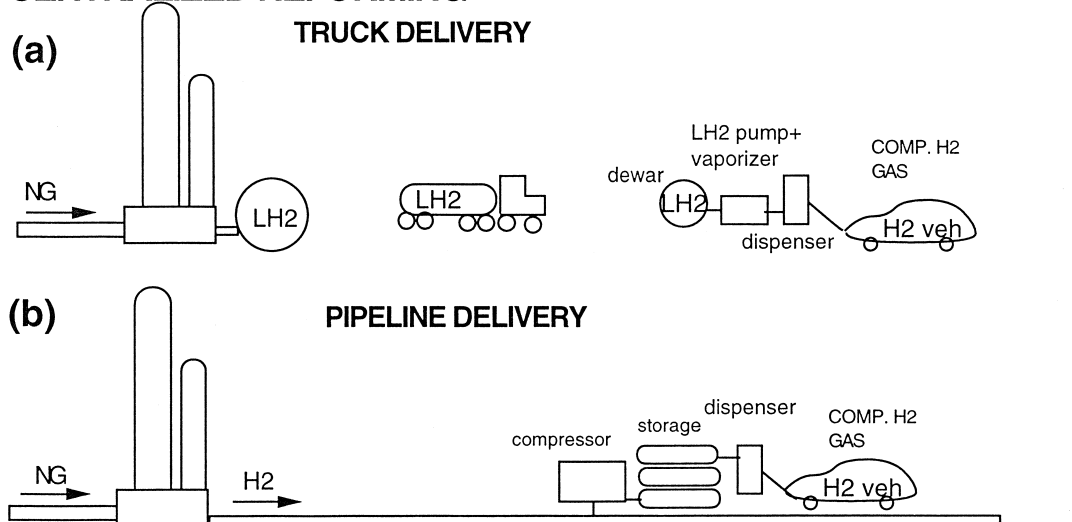 (a)
TRUCK DELIVERY
LH2 pump+
vaporizer
COMP. H2
GAS
dewar
NG
LH2
LH2
LH2
dispenser
H2 veh
(b)
PIPELINE DELIVERY
dispenser
COMP. H2
GAS
storage
compressor
NG
H2
H2 veh